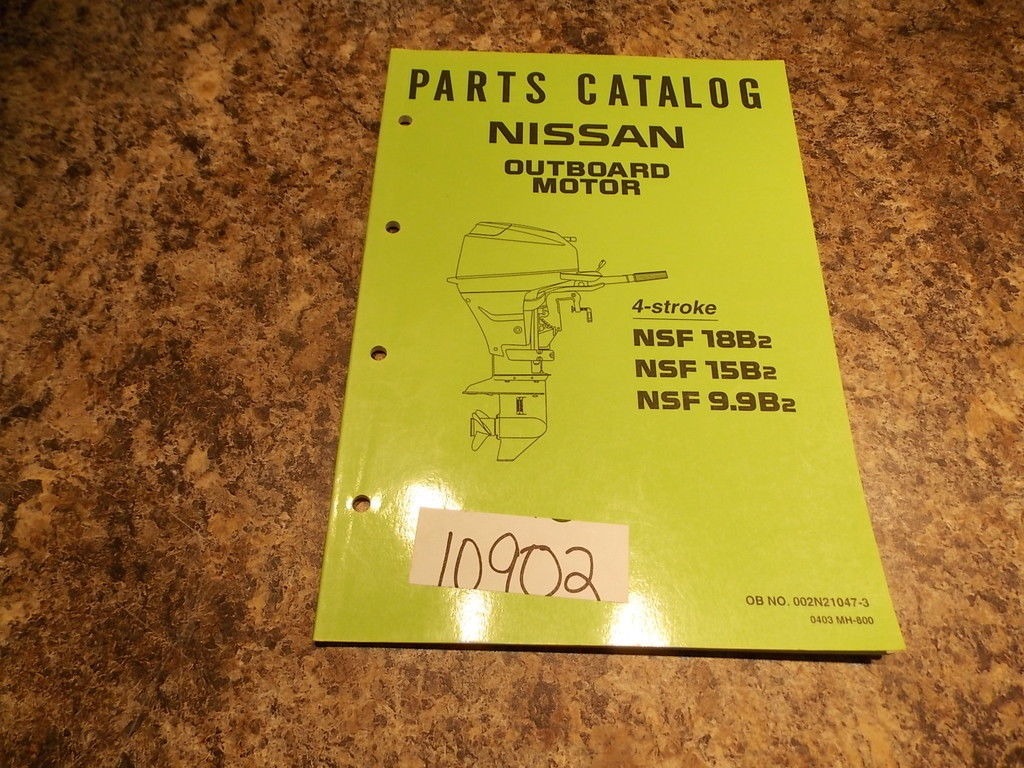 PARTS CATALOG
NISSAN
OUTBOARD
MOTOR
4-stroke
NSF 18B2
NSF 15B2
NSF 9.9B2
10902
OB NO. 002N21047-3
0403 MH-800